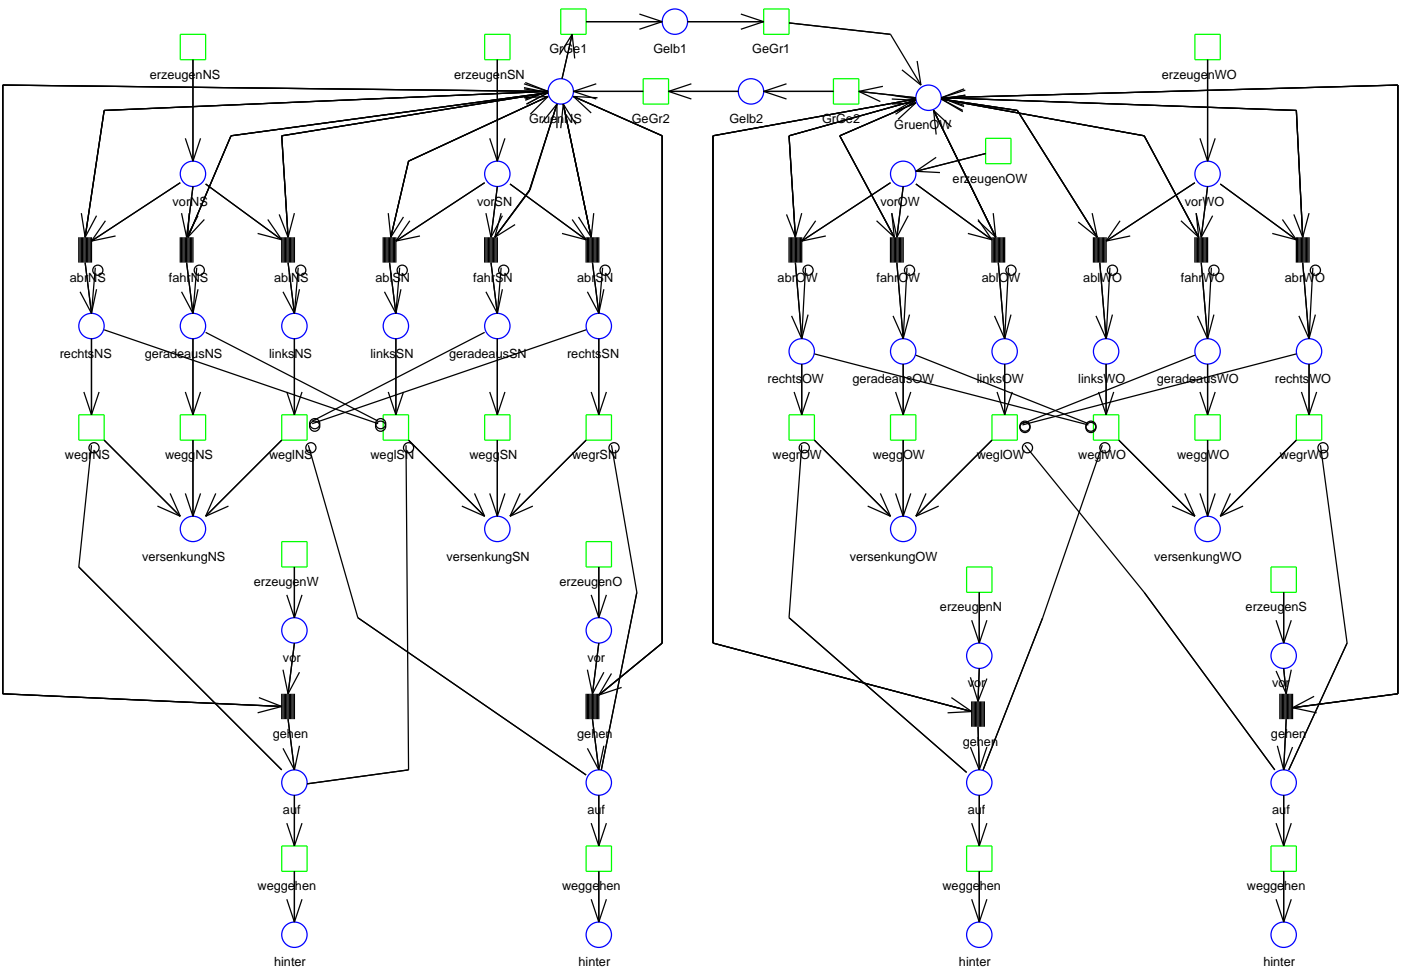 GrGe1
Gelb1
GeGr1
erzeugenNS
erzeugenSN
erzeugenWO
GruenNS
GeGr2
Gelb2
GrGe2
GruenOW
erzeugenOW
vorNS
vorSN
vorOW
vorWO
abrNS
fahrNS
ablNS
ablSN
fahrSN
abrSN
abrOW
fahrOW
ablOW
ablWO
fahrWO
abrWO
rechtsNS
geradeausNS
linksNS
linksSN
geradeausSN
rechtsSN
rechtsOW
geradeausOW
linksOW
linksWO
geradeausWO
rechtsWO
wegrNS
weggNS
weglNS
weglSN
weggSN
wegrSN
wegrOW
weggOW
weglOW
weglWO
weggWO
wegrWO
versenkungNS
versenkungSN
versenkungOW
versenkungWO
erzeugenW
erzeugenO
erzeugenN
erzeugenS
vor
vor
vor
vor
gehen
gehen
gehen
gehen
auf
auf
auf
auf
weggehen
weggehen
weggehen
weggehen
hinter
hinter
hinter
hinter